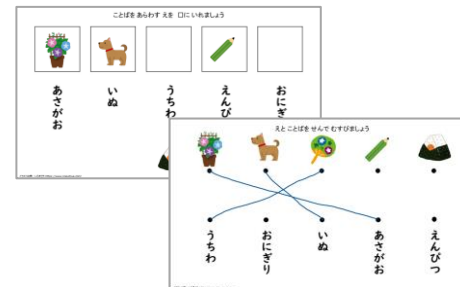 ことばを あらわす えを □に いれましょう
あさがお
いぬ
うちわ
えんぴ
おにぎ
えと ことばを せんで むすびましょう
うちわ
おにぎり
いぬ
あさがお
えんぴつ